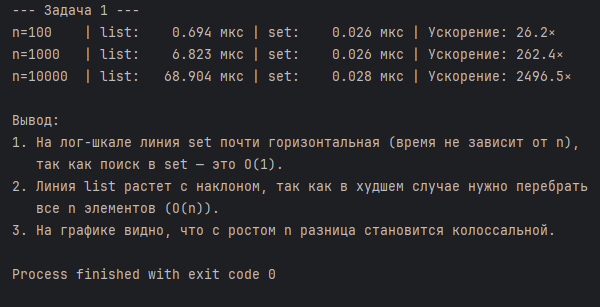 --- Задача 1 ---
n=100    | list:    0.694 мкс | set:    0.026 мкс | Ускорение: 26.2×
n=1000   | list:    6.823 мкс | set:    0.026 мкс | Ускорение: 262.4×
n=10000  | list:   68.904 мкс | set:    0.028 мкс | Ускорение: 2496.5×

Вывод:
1. На лог-шкале линия set почти горизонтальная (время не зависит от n),
   так как поиск в set — это O(1).
2. Линия list растет с наклоном, так как в худшем случае нужно перебрать
   все n элементов (O(n)).
3. На графике видно, что с ростом n разница становится колоссальной.

Process finished with exit code 0